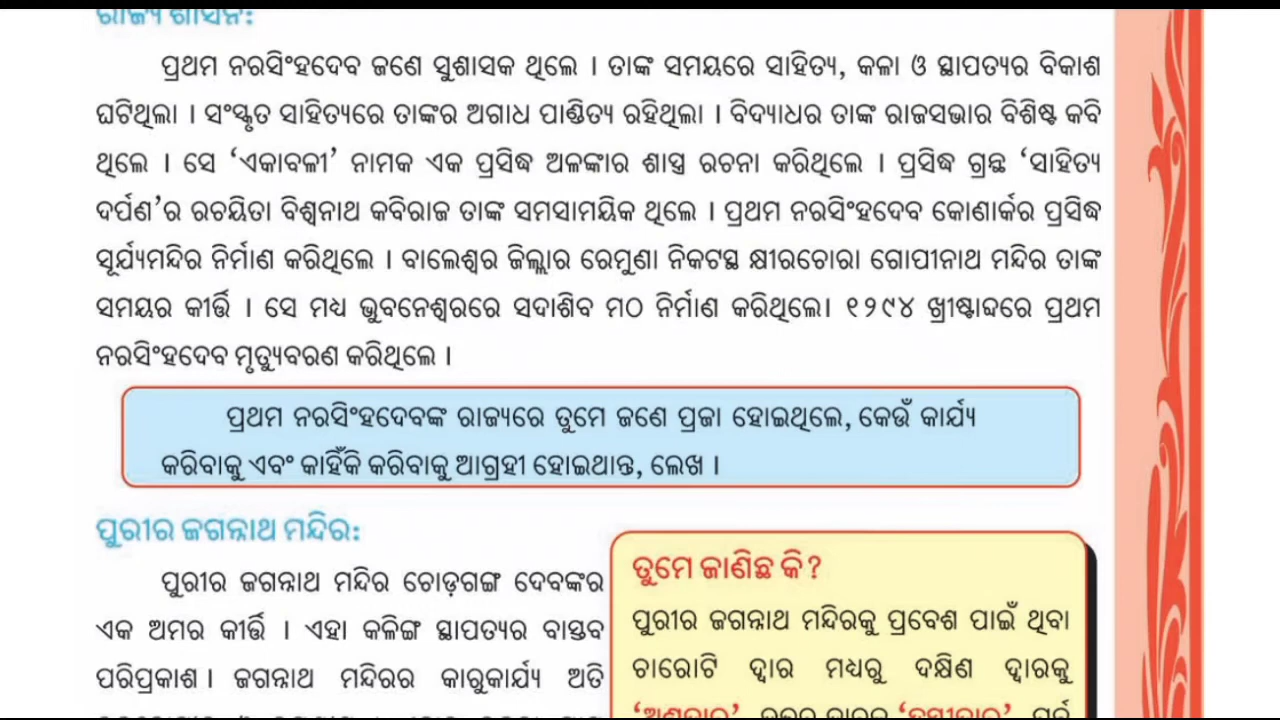 ରାଜ୍ୟ ଶାସନ:
ପ୍ରଥମ ନରସିଂହଦେବ ଜଣେ ସୁଶାସକ ଥିଲେ । ତାଙ୍କ ସମୟରେ ସାହିତ୍ୟ, କଳା ଓ ସ୍ଥାପତ୍ୟର ବିକାଶ
ଘଟିଥିଲା । ସଂସ୍କୃତ ସାହିତ୍ୟରେ ତାଙ୍କର ଅଗାଧ ପାଣ୍ଡିତ୍ୟ ରହିଥିଲା । ବିଦ୍ୟାଧର ତାଙ୍କ ରାଜସଭାର ବିଶିଷ୍ଟ କବି
ଥିଲେ । ସେ ‘ଏକାବଳୀ’ ନାମକ ଏକ ପ୍ରସିଦ୍ଧ ଅଳଙ୍କାର ଶାସ୍ତ୍ର ରଚନା କରିଥିଲେ । ପ୍ରସିଦ୍ଧ ଗ୍ରନ୍ଥ ‘ସାହିତ୍ୟ
ଦର୍ପଣ’ର ରଚୟିତା ବିଶ୍ୱନାଥ କବିରାଜ ତାଙ୍କ ସମସାମୟିକ ଥିଲେ । ପ୍ରଥମ ନରସିଂହଦେବ କୋଣାର୍କର ପ୍ରସିଦ୍ଧ
ସୂର୍ଯ୍ୟମନ୍ଦିର ନିର୍ମାଣ କରିଥିଲେ । ବାଲେଶ୍ୱର ଜିଲ୍ଲାର ରେମୁଣା ନିକଟସ୍ଥ କ୍ଷୀରଚୋରା ଗୋପୀନାଥ ମନ୍ଦିର ତାଙ୍କ
ସମୟର କୀର୍ତ୍ତି । ସେ ମଧ୍ୟ ଭୁବନେଶ୍ୱରରେ ସଦାଶିବ ମଠ ନିର୍ମାଣ କରିଥିଲେ। ୧୨୯୪ ଖ୍ରୀଷ୍ଟାବ୍ଦରେ ପ୍ରଥମ
ନରସିଂହଦେବ ମୃତ୍ୟୁବରଣ କରିଥିଲେ ।
ପ୍ରଥମ ନରସିଂହଦେବଙ୍କ ରାଜ୍ୟରେ ତୁମେ ଜଣେ ପ୍ରଜା ହୋଇଥିଲେ, କେଉଁ କାର୍ଯ୍ୟ
କରିବାକୁ ଏବଂ କାହିଁକି କରିବାକୁ ଆଗ୍ରହୀ ହୋଇଥାନ୍ତ, ଲେଖ ।
ପୁରୀର ଜଗନ୍ନାଥ ମନ୍ଦିର:
ପୁରୀର ଜଗନ୍ନାଥ ମନ୍ଦିର ଚୋଡ଼ଗଙ୍ଗ ଦେବଙ୍କର
ଏକ ଅମର କୀର୍ତ୍ତି । ଏହା କଳିଙ୍ଗ ସ୍ଥାପତ୍ୟର ବାସ୍ତବ
ପରିପ୍ରକାଶ। ଜଗନ୍ନାଥ ମନ୍ଦିରର କାରୁକାର୍ଯ୍ୟ ଅତି
ତୁମେ ଜାଣିଛ କି?
ପୁରୀର ଜଗନ୍ନାଥ ମନ୍ଦିରକୁ ପ୍ରବେଶ ପାଇଁ ଥିବା
ଚାରୋଟି ଦ୍ୱାର ମଧ୍ୟରୁ ଦକ୍ଷିଣ ଦ୍ୱାରକୁ